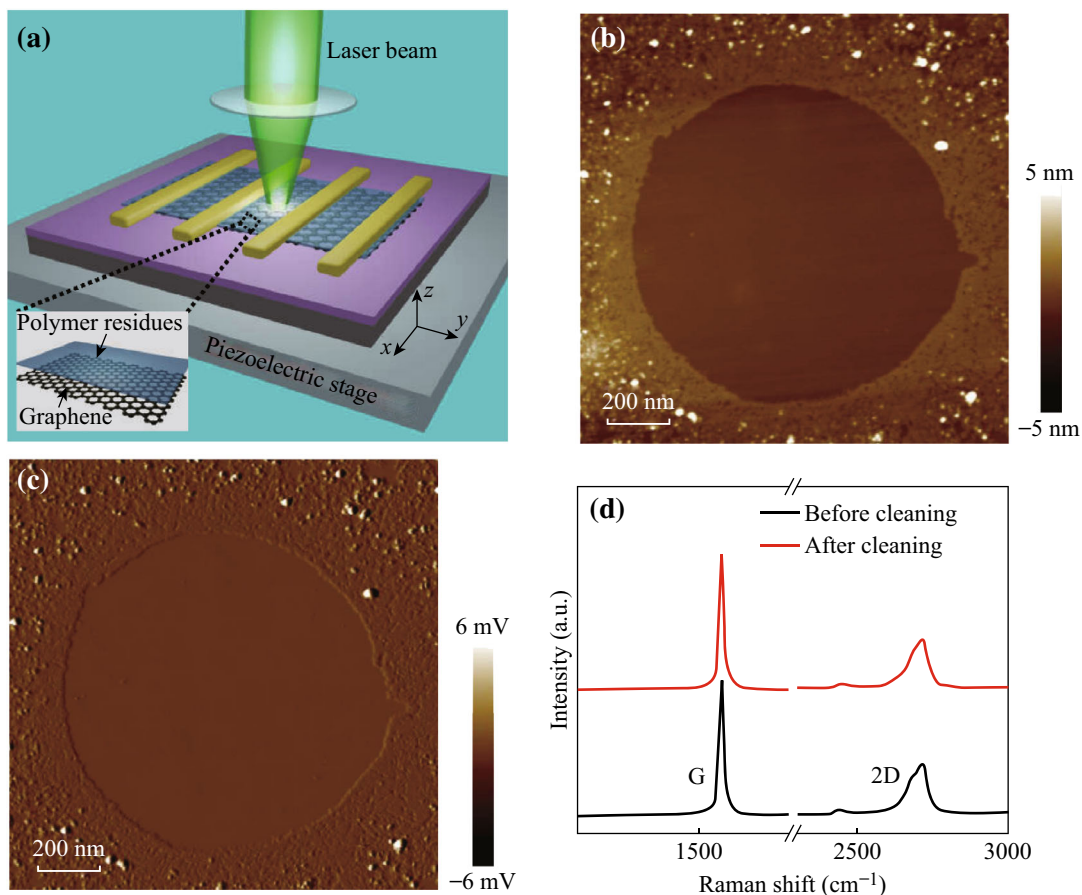 (a)
Laser beam
z
y
x
Polymer residues
Graphene
Piezoelectric stage
(b)
5 nm
−5 nm
200 nm
(c)
6 mV
−6 mV
200 nm
(d)
Before cleaning
After cleaning
G
2D
Intensity (a.u.)
1500
2500
3000
Raman shift (cm⁻¹)